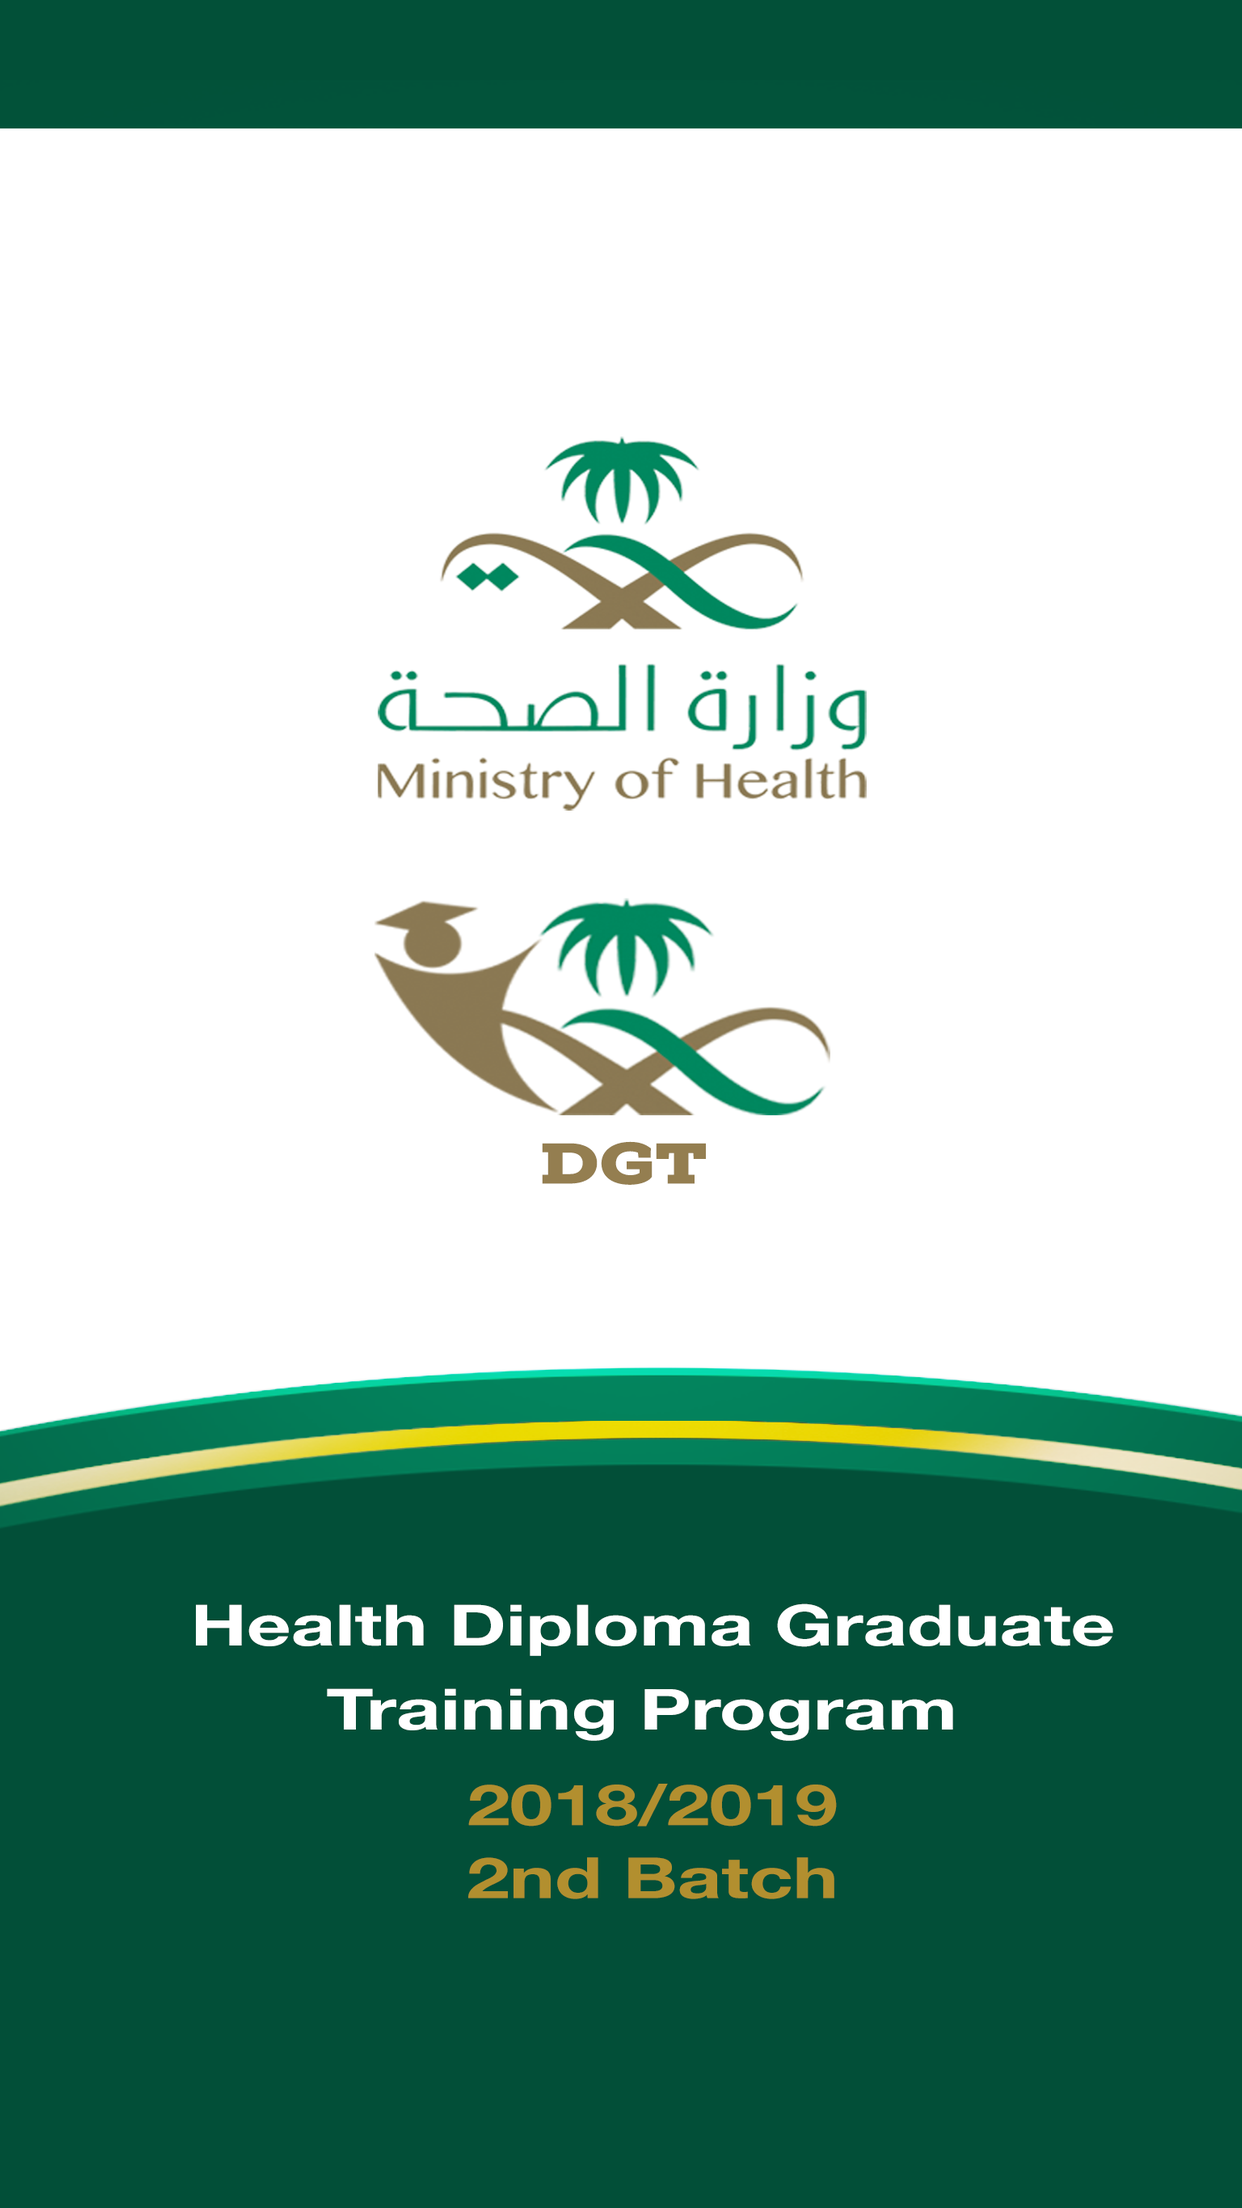 وزارة الصحة
Ministry of Health
DGT
Health Diploma Graduate
Training Program
2018/2019
2nd Batch